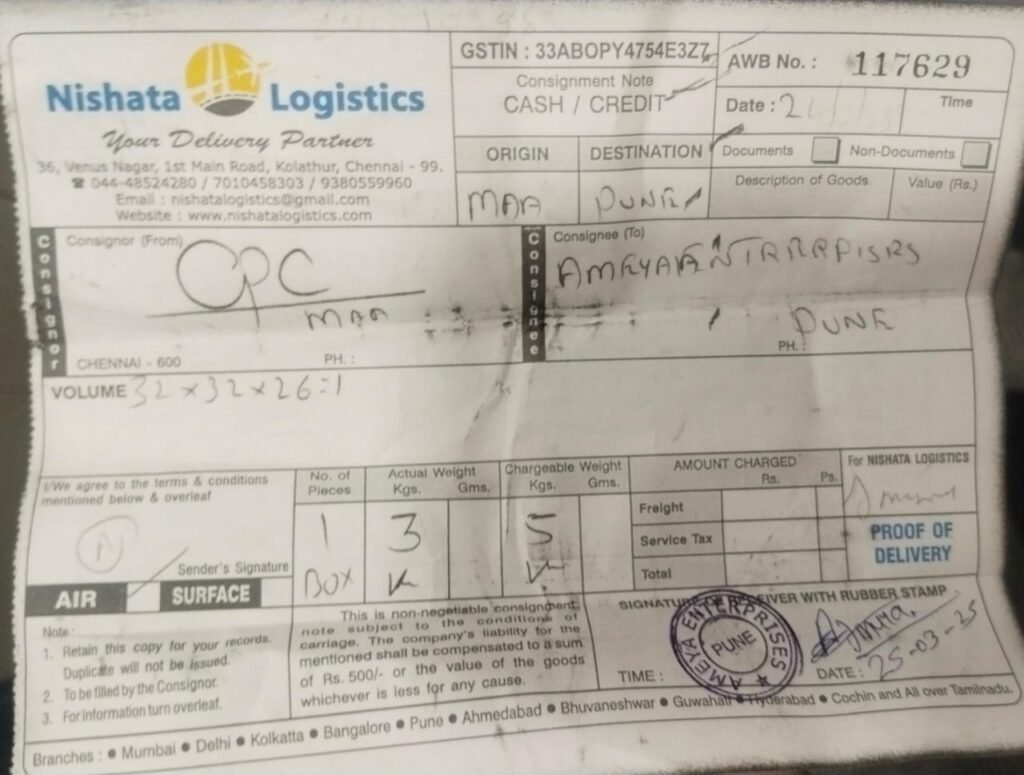 Nishata Logistics
Your Delivery Partner
36, Venus Nagar, 1st Main Road, Kolathur, Chennai - 99.
☎ 044-48524280 / 7010458303 / 9380559960
Email : nishatalogistics@gmail.com
Website : www.nishatalogistics.com
GSTIN : 33ABOPY4754E3Z7
Consignment Note
CASH / CREDIT
AWB No. : 117629
Date : Time
ORIGIN DESTINATION
MAA PUNE
Documents Non-Documents
Description of Goods Value (Rs.)
Consignor
Consignor (From)
CPC
MAA
CHENNAI - 600 PH. :
Consignee
Consignee (To)
AMEYA ENTRRPISRS
PUNE
PH. :
VOLUME 32 x 32 x 26 = 1
I/We agree to the terms & conditions
mentioned below & overleaf
Sender's Signature
AIR SURFACE
No. of Pieces
1
BOX
Actual Weight
Kgs. Gms.
3
K
Chargeable Weight
Kgs. Gms.
5
K
AMOUNT CHARGED
Rs. Ps.
Freight
Service Tax
Total
For NISHATA LOGISTICS
PROOF OF
DELIVERY
Note :
1. Retain this copy for your records.
Duplicate will not be issued.
2. To be filled by the Consignor.
3. For information turn overleaf.
This is non-negetiable consignment
note subject to the conditions of
carriage. The company's liability for the
mentioned shall be compensated to a sum
of Rs. 500/- or the value of the goods
whichever is less for any cause.
SIGNATURE OF RECEIVER WITH RUBBER STAMP
AMEYA ENTERPRISES
PUNE
TIME : DATE : 25-03-25
Branches : ● Mumbai ● Delhi ● Kolkatta ● Bangalore ● Pune ● Ahmedabad ● Bhuvaneshwar ● Guwahati ● Hyderabad ● Cochin and All over Tamilnadu.